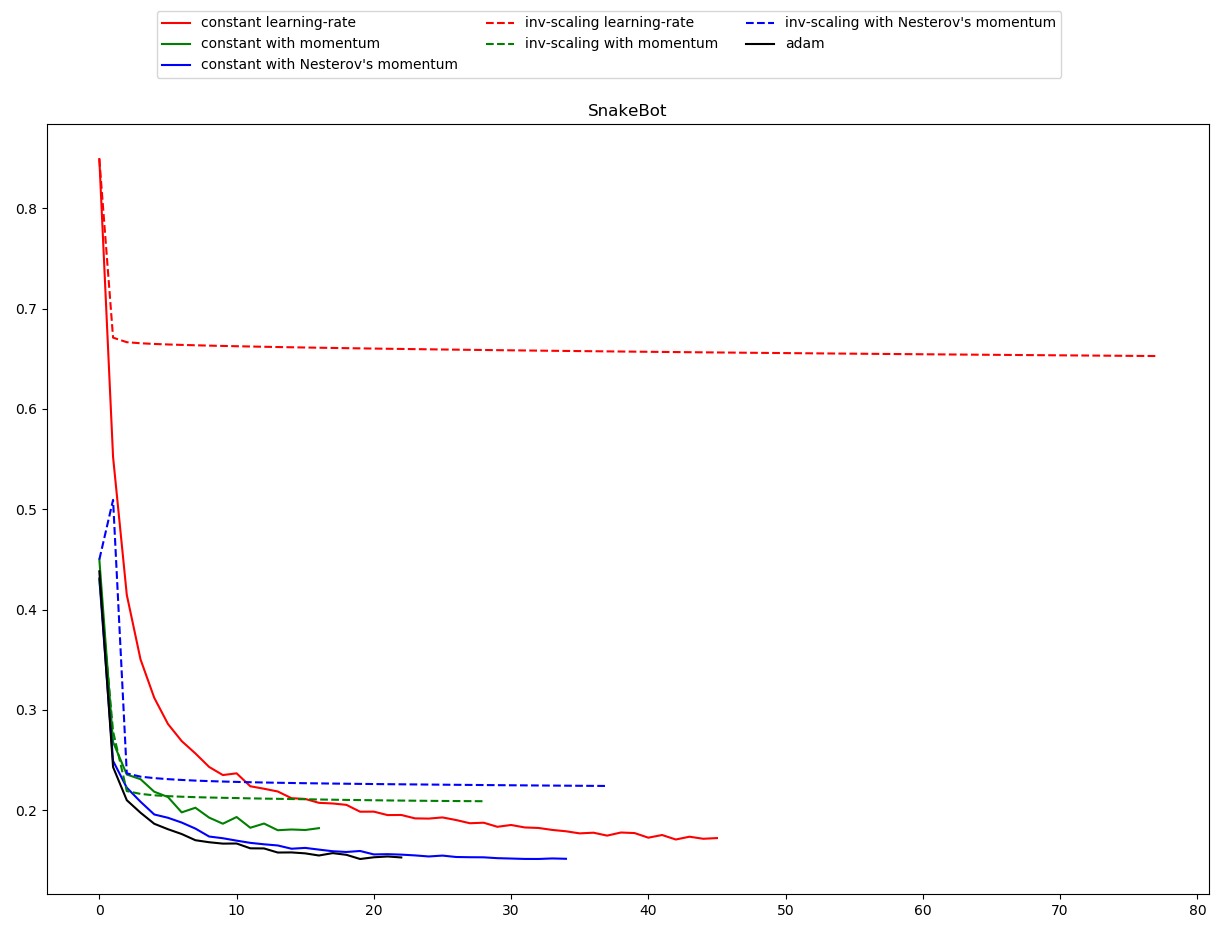 constant learning-rate
constant with momentum
constant with Nesterov's momentum
inv-scaling learning-rate
inv-scaling with momentum
inv-scaling with Nesterov's momentum
adam
SnakeBot
0.8
0.7
0.6
0.5
0.4
0.3
0.2
0 10 20 30 40 50 60 70 80